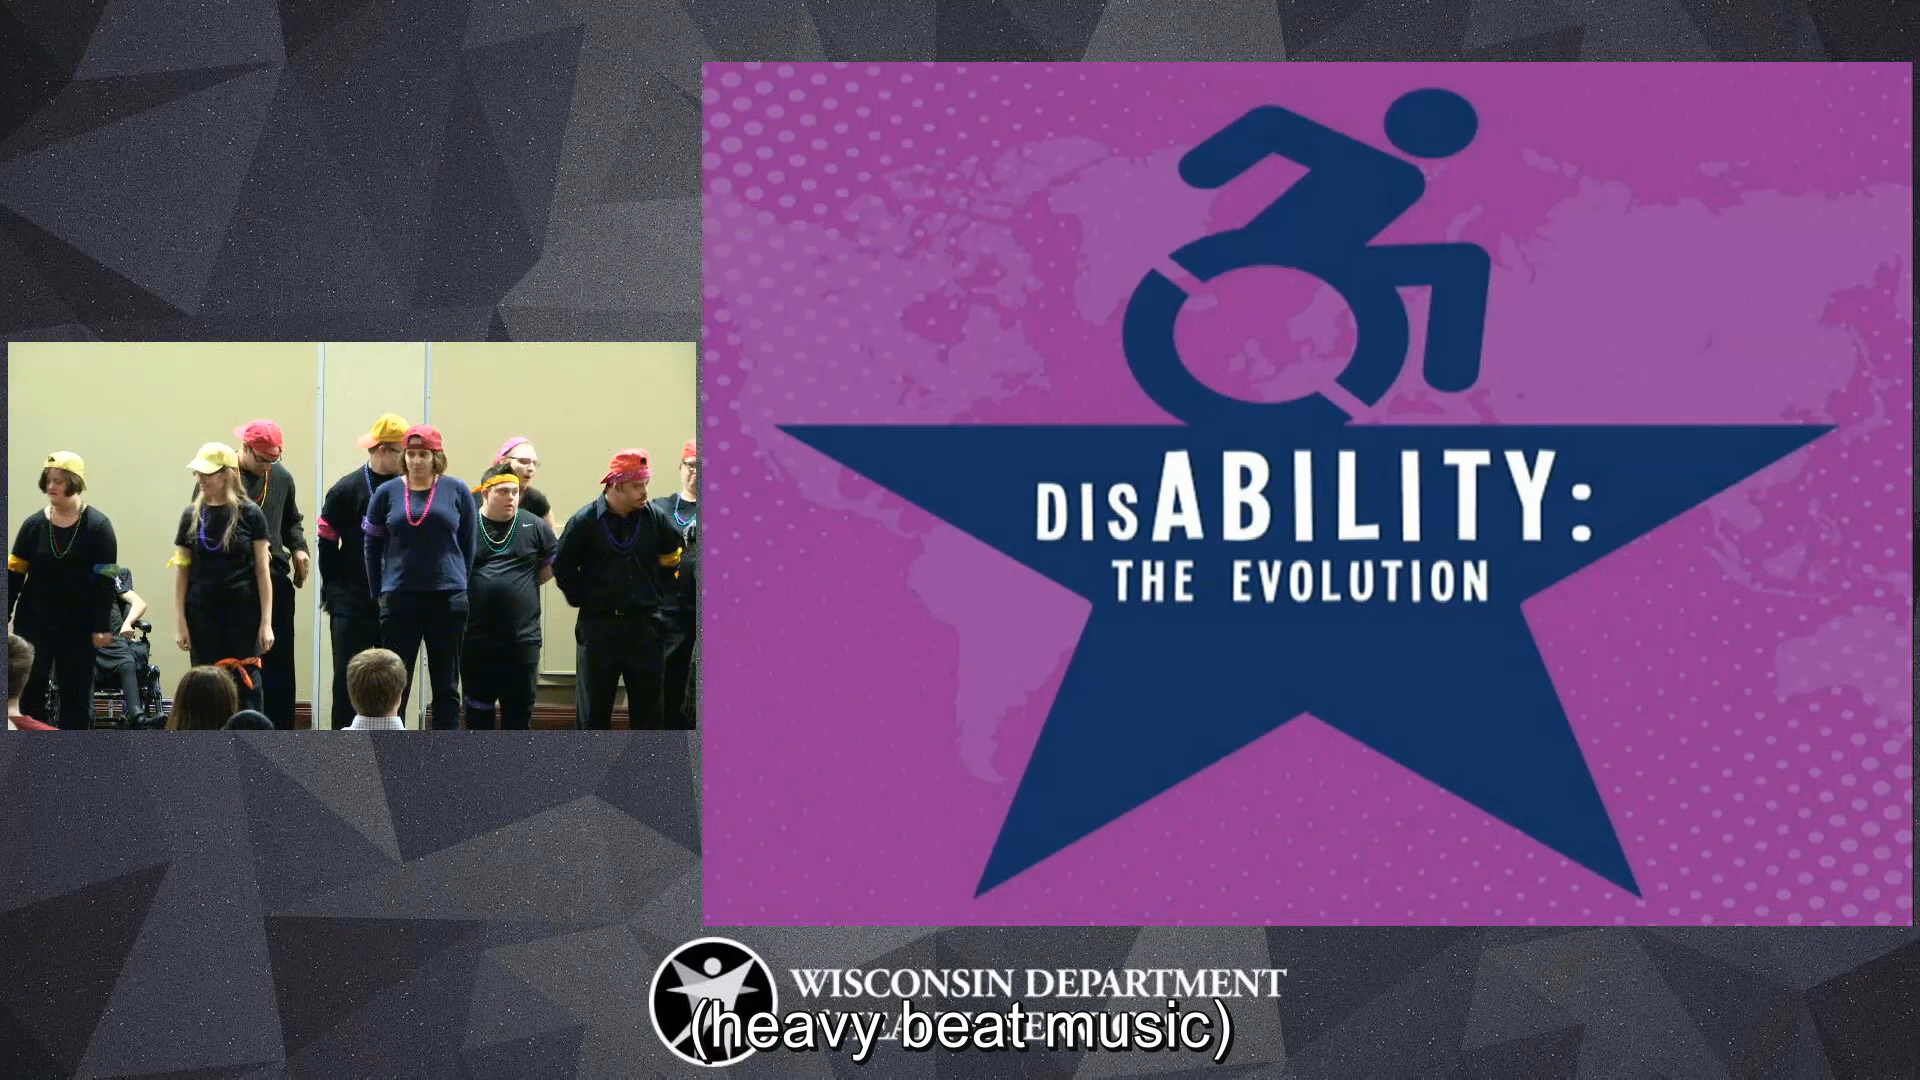 DISABILITY:
THE EVOLUTION
WISCONSIN DEPARTMENT
(heavy beat music)